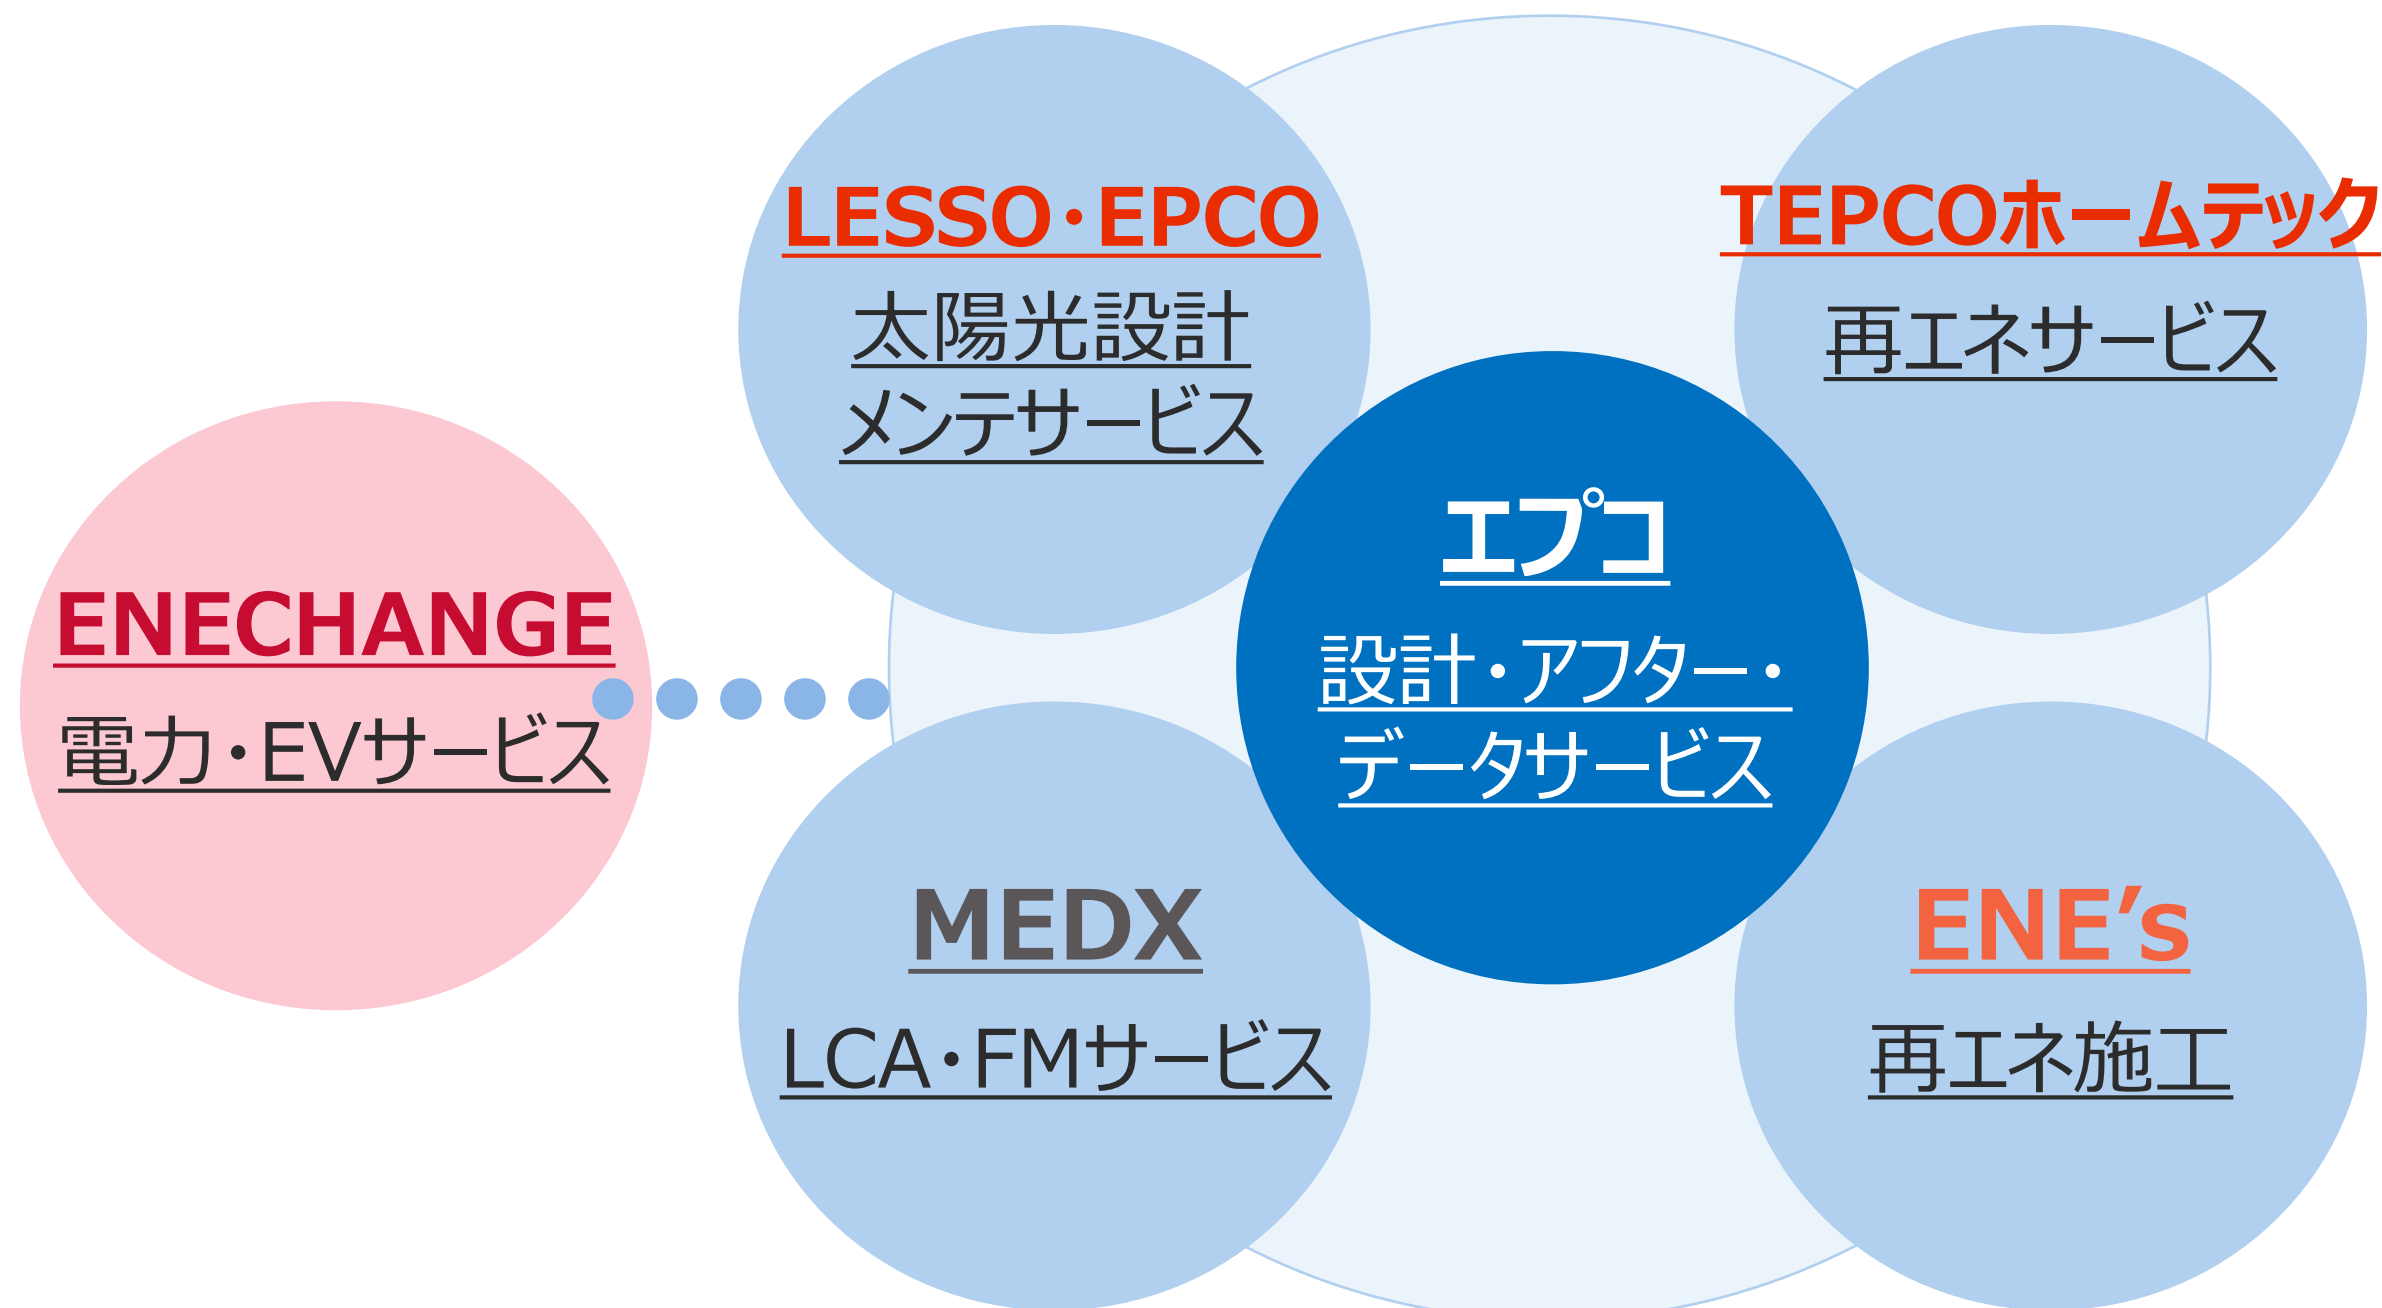 LESSO・EPCO
太陽光設計
メンテサービス
TEPCOホームテック
再エネサービス
ENECHANGE
電力・EVサービス
エプコ
設計・アフター・
データサービス
MEDX
LCA・FMサービス
ENE’s
再エネ施工